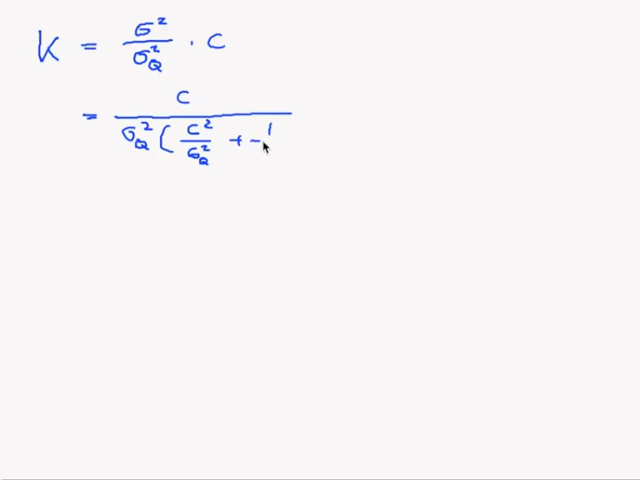 K = σ²/σ_Q² · C
= C/σ_Q² ( C²/σ_Q² + 1